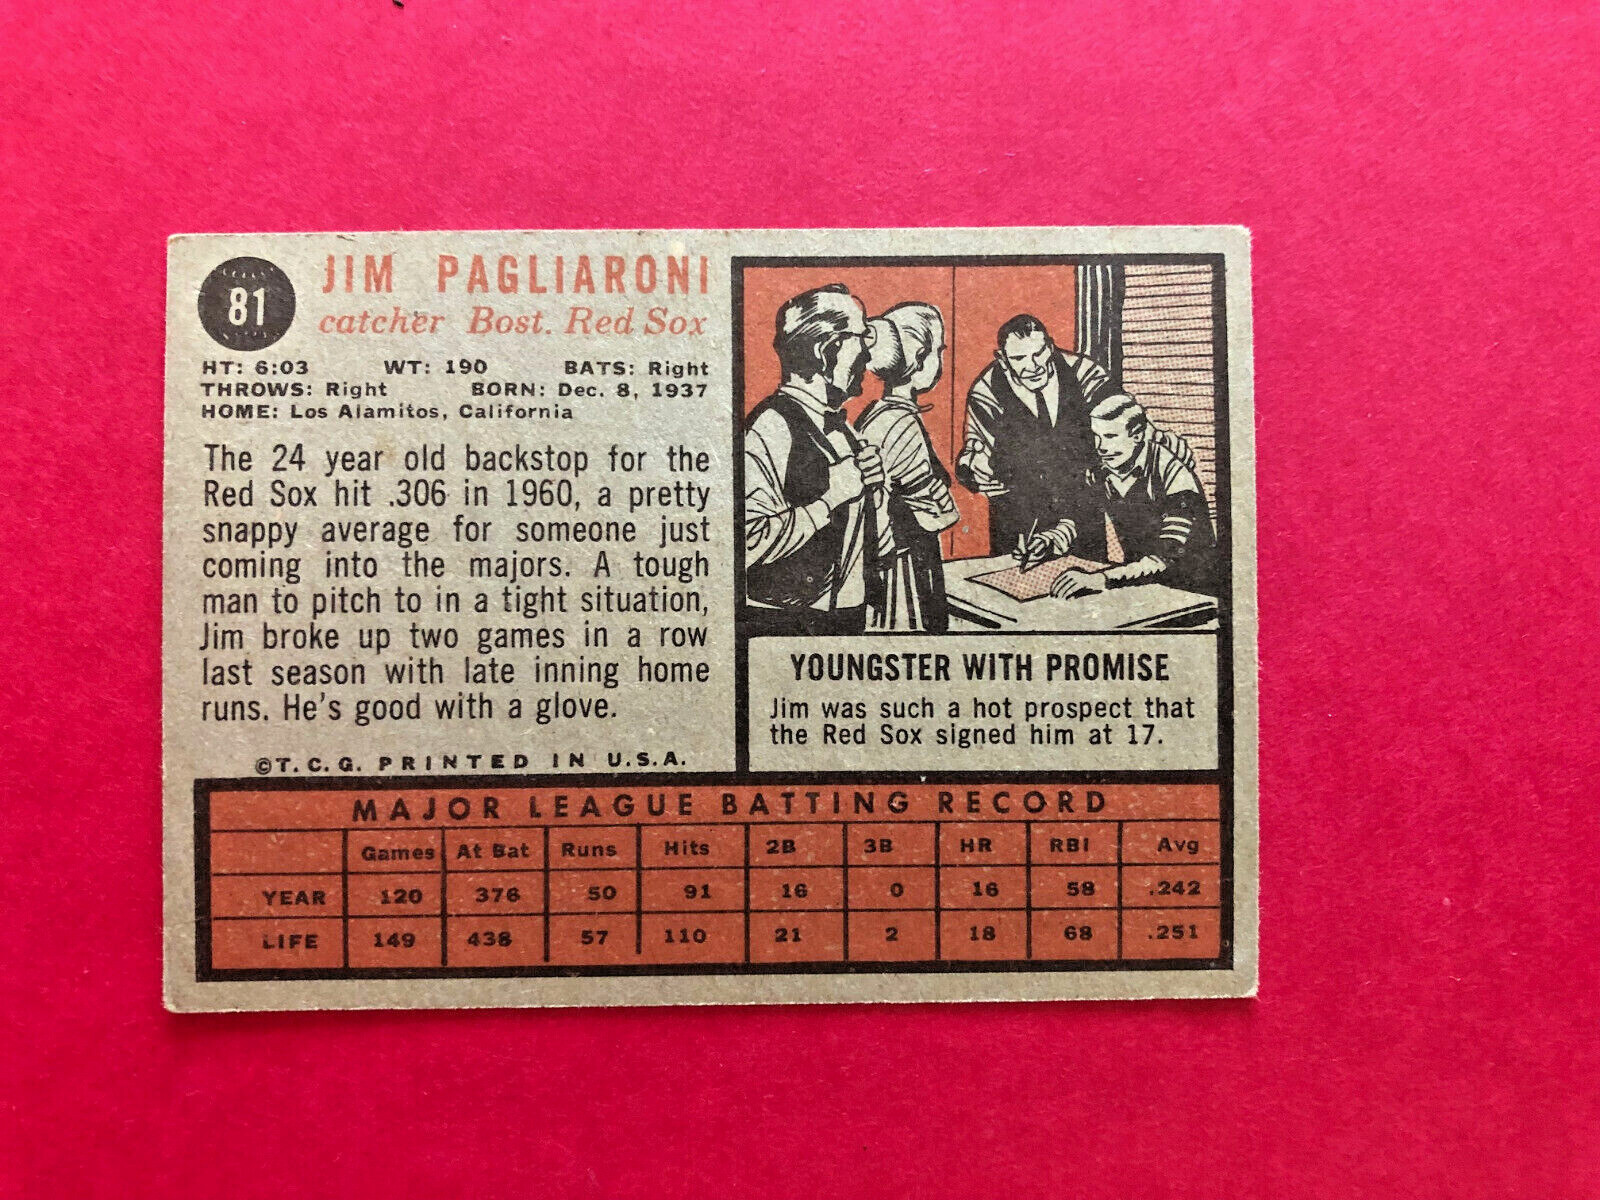 81
JIM PAGLIARONI
catcher Bost. Red Sox
HT: 6:03 WT: 190 BATS: Right
THROWS: Right BORN: Dec. 8, 1937
HOME: Los Alamitos, California
The 24 year old backstop for the
Red Sox hit .306 in 1960, a pretty
snappy average for someone just
coming into the majors. A tough
man to pitch to in a tight situation,
Jim broke up two games in a row
last season with late inning home
runs. He's good with a glove.
©T.C.G. PRINTED IN U.S.A.
YOUNGSTER WITH PROMISE
Jim was such a hot prospect that
the Red Sox signed him at 17.
MAJOR LEAGUE BATTING RECORD
Games At Bat Runs Hits 2B 3B HR RBI Avg
YEAR 120 376 50 91 16 0 16 58 .242
LIFE 149 438 57 110 21 2 18 68 .251